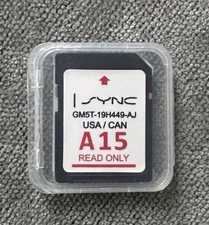 SYNC
GM5T-19H449-AJ
USA / CAN
A15
READ ONLY